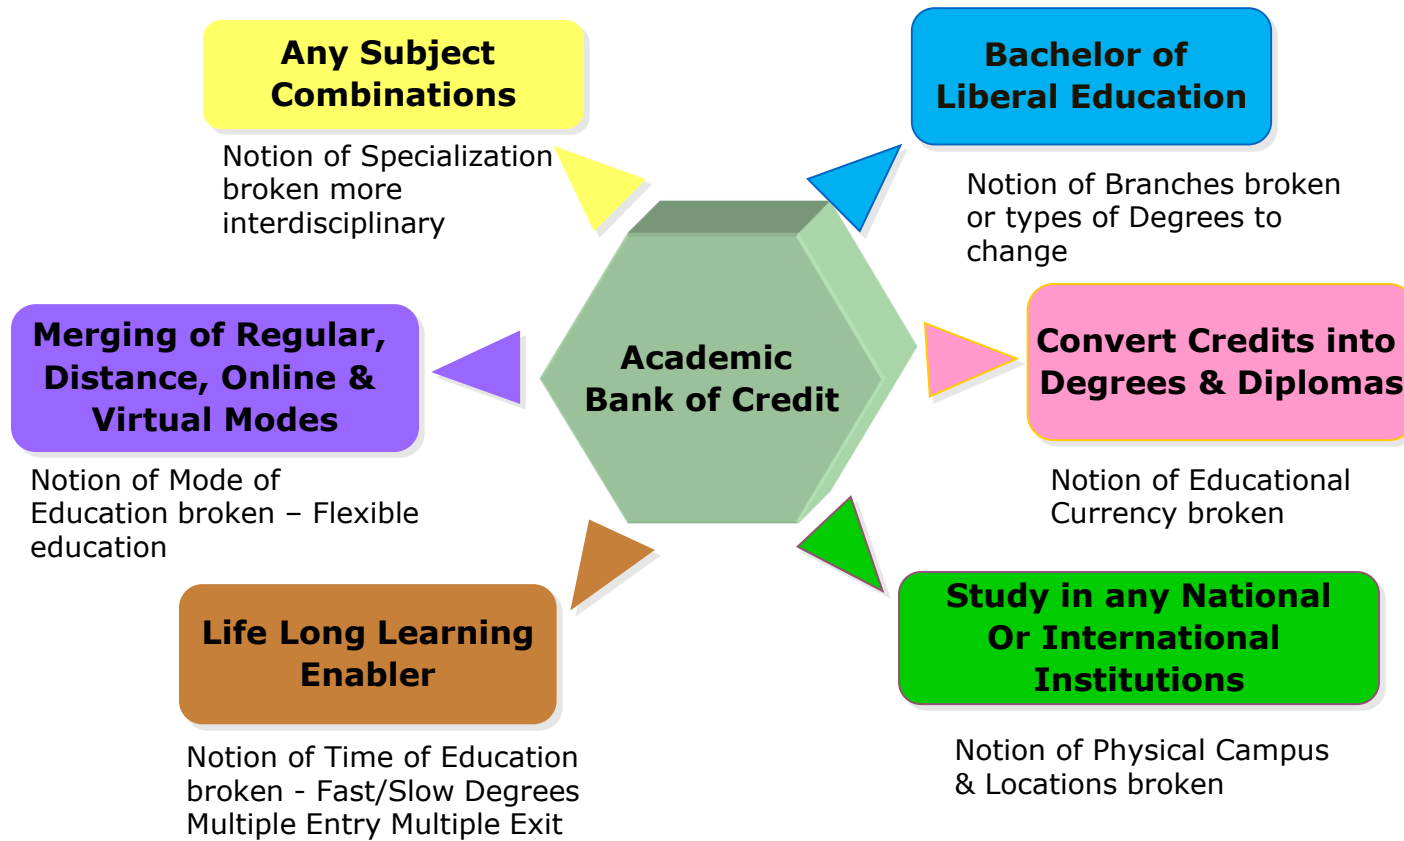 Any Subject
Combinations
Notion of Specialization
broken more
interdisciplinary
Bachelor of
Liberal Education
Notion of Branches broken
or types of Degrees to
change
Merging of Regular,
Distance, Online &
Virtual Modes
Notion of Mode of
Education broken – Flexible
education
Academic
Bank of Credit
Convert Credits into
Degrees & Diplomas
Notion of Educational
Currency broken
Life Long Learning
Enabler
Notion of Time of Education
broken - Fast/Slow Degrees
Multiple Entry Multiple Exit
Study in any National
Or International
Institutions
Notion of Physical Campus
& Locations broken